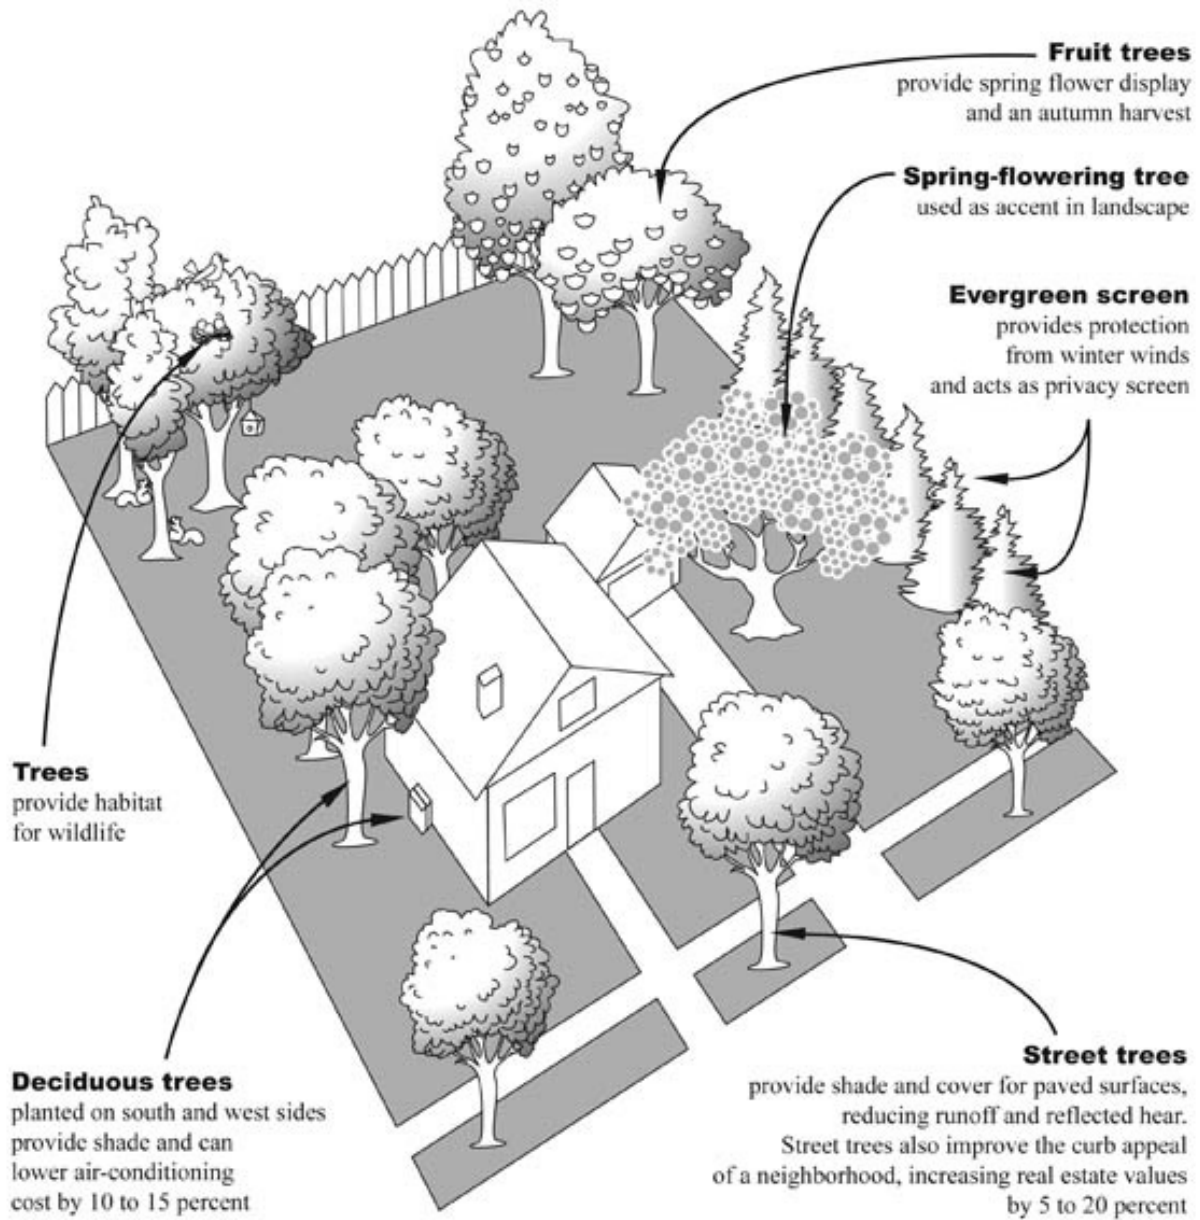 Fruit trees
provide spring flower display
and an autumn harvest
Spring-flowering tree
used as accent in landscape
Evergreen screen
provides protection
from winter winds
and acts as privacy screen
Trees
provide habitat
for wildlife
Deciduous trees
planted on south and west sides
provide shade and can
lower air-conditioning
cost by 10 to 15 percent
Street trees
provide shade and cover for paved surfaces,
reducing runoff and reflected hear.
Street trees also improve the curb appeal
of a neighborhood, increasing real estate values
by 5 to 20 percent